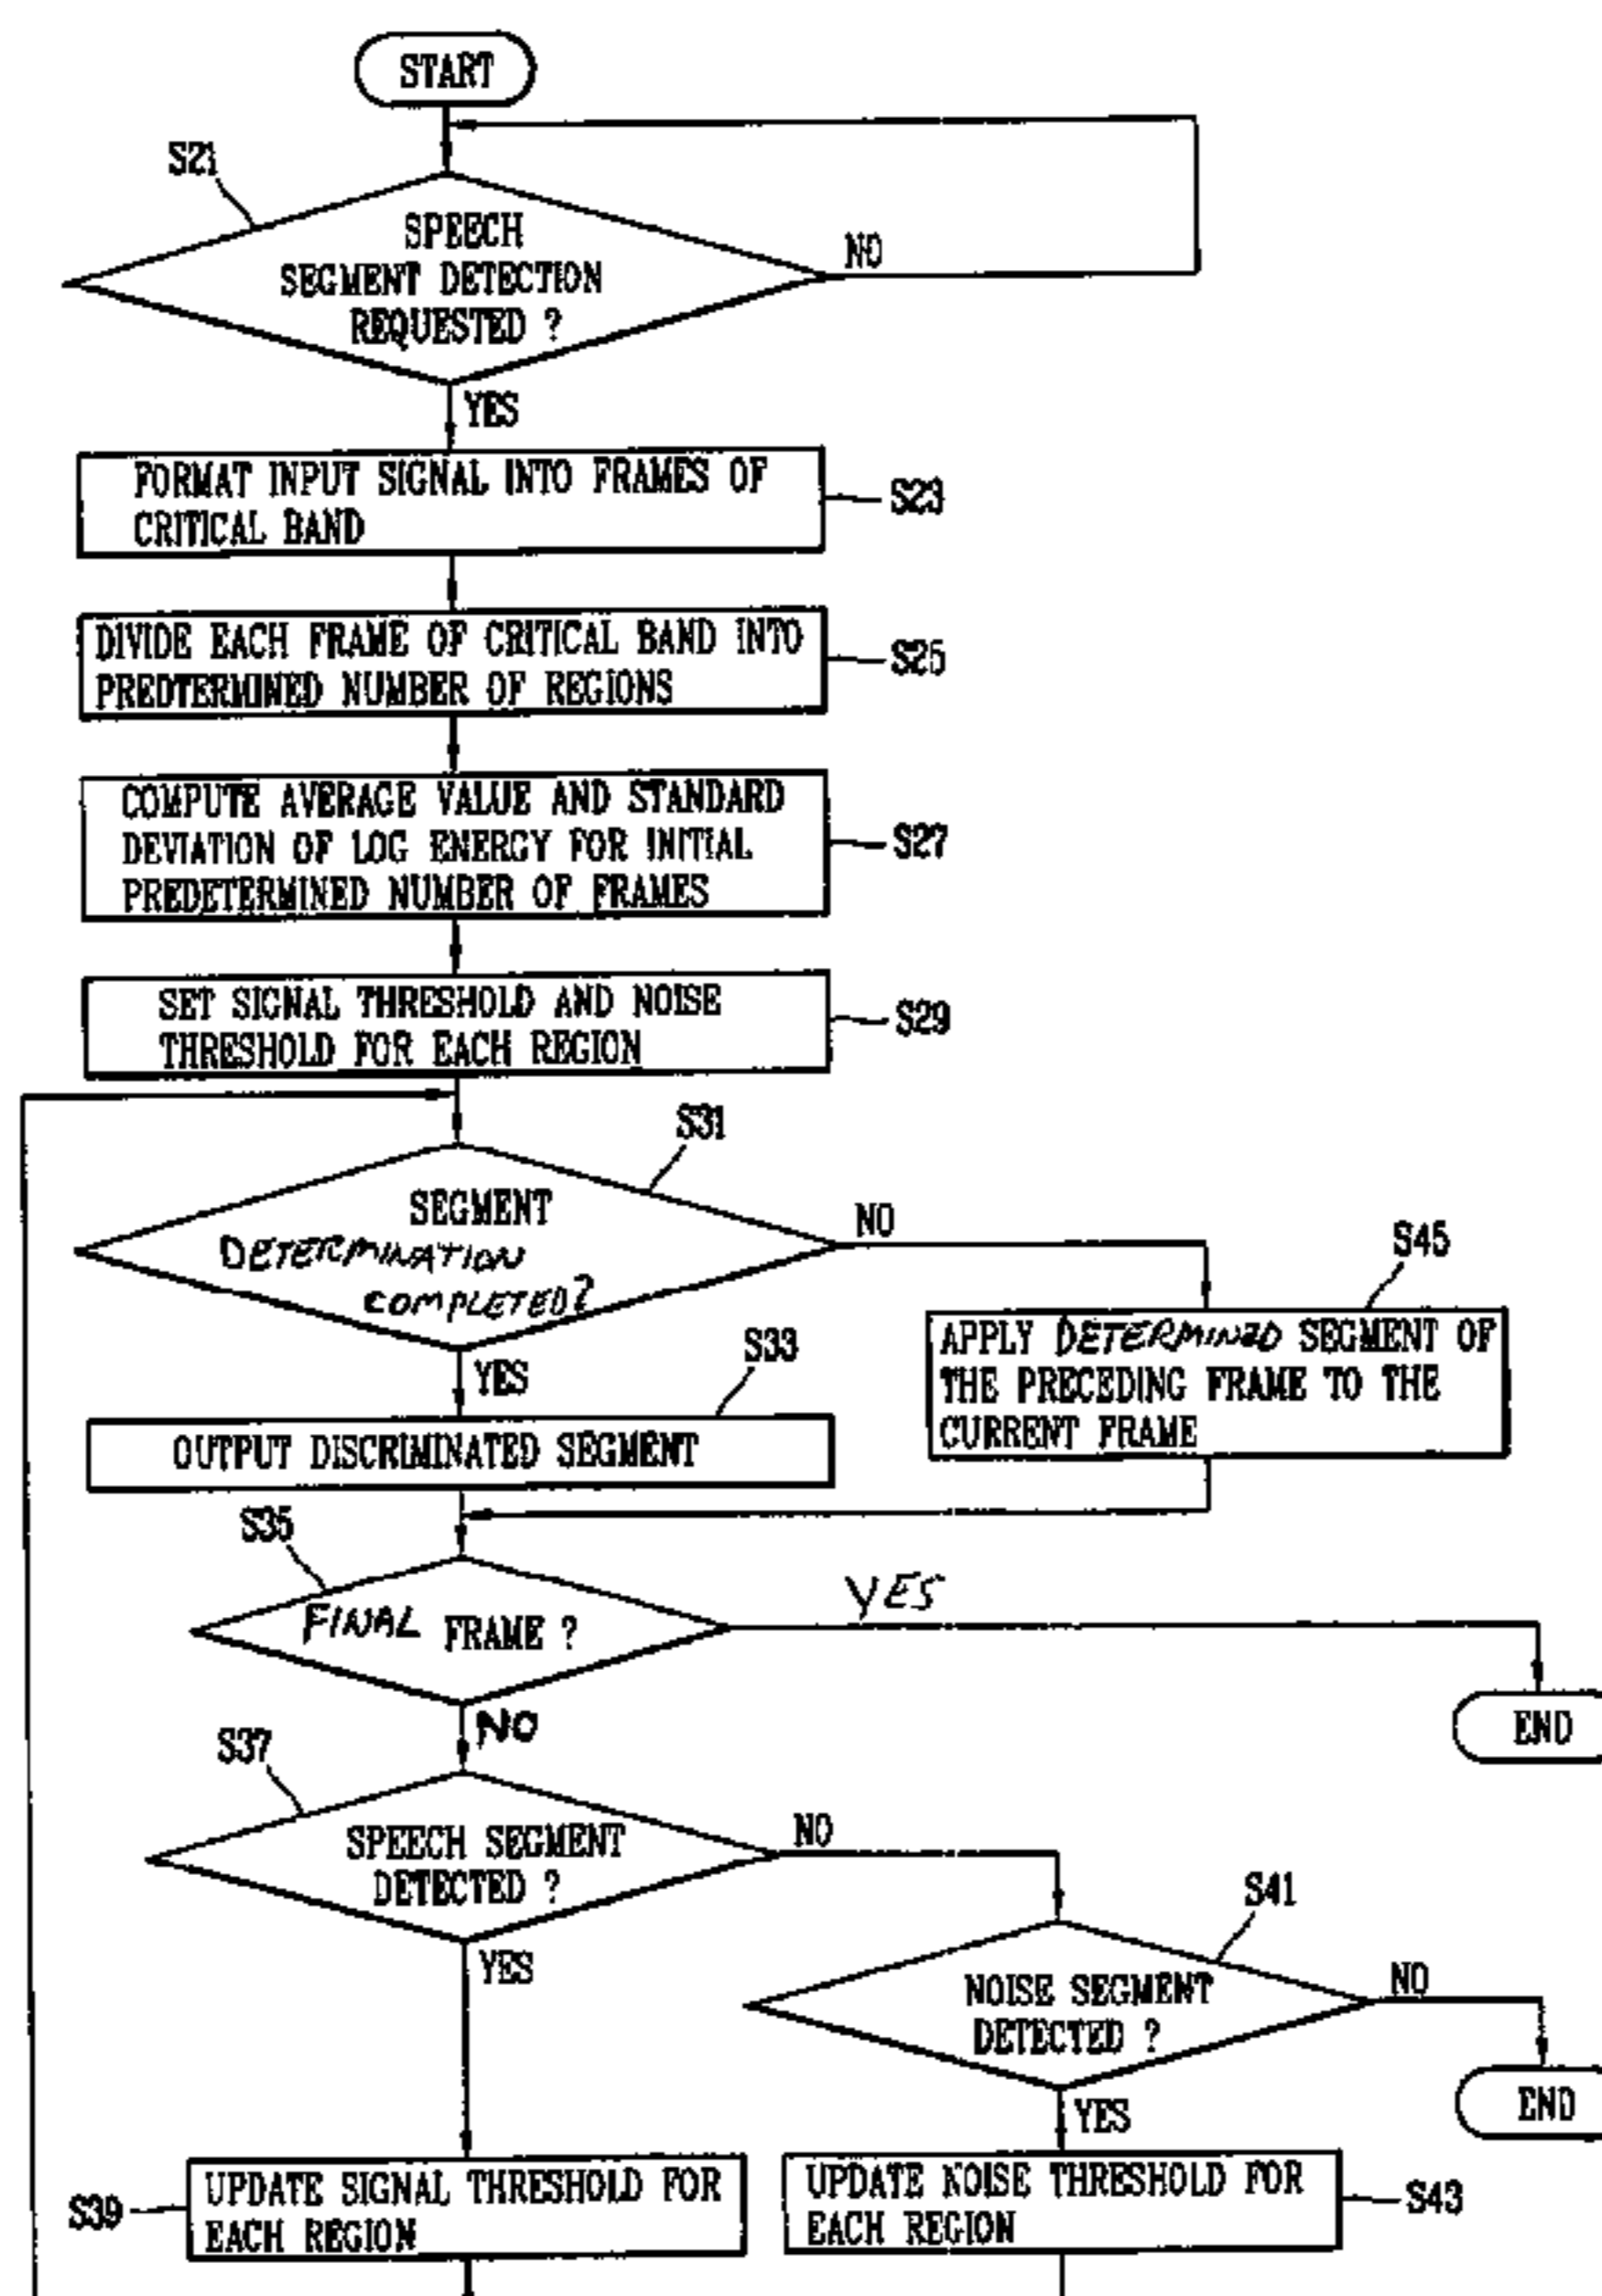 START
S21
SPEECH
SEGMENT DETECTION
REQUESTED ?
NO
YES
FORMAT INPUT SIGNAL INTO FRAMES OF
CRITICAL BAND
S23
DIVIDE EACH FRAME OF CRITICAL BAND INTO
PREDTERMINED NUMBER OF REGIONS
S25
COMPUTE AVERAGE VALUE AND STANDARD
DEVIATION OF LOG ENERGY FOR INITIAL
PREDETERMINED NUMBER OF FRAMES
S27
SET SIGNAL THRESHOLD AND NOISE
THRESHOLD FOR EACH REGION
S29
S31
SEGMENT
DETERMINATION
COMPLETED?
NO
S45
APPLY DETERMINED SEGMENT OF
THE PRECEDING FRAME TO THE
CURRENT FRAME
YES
S33
OUTPUT DISCRIMINATED SEGMENT
S35
FINAL FRAME ?
YES
END
NO
S37
SPEECH SEGMENT
DETECTED ?
NO
S41
NOISE SEGMENT
DETECTED ?
NO
END
YES
YES
S39
UPDATE SIGNAL THRESHOLD FOR
EACH REGION
UPDATE NOISE THRESHOLD FOR
EACH REGION
S43